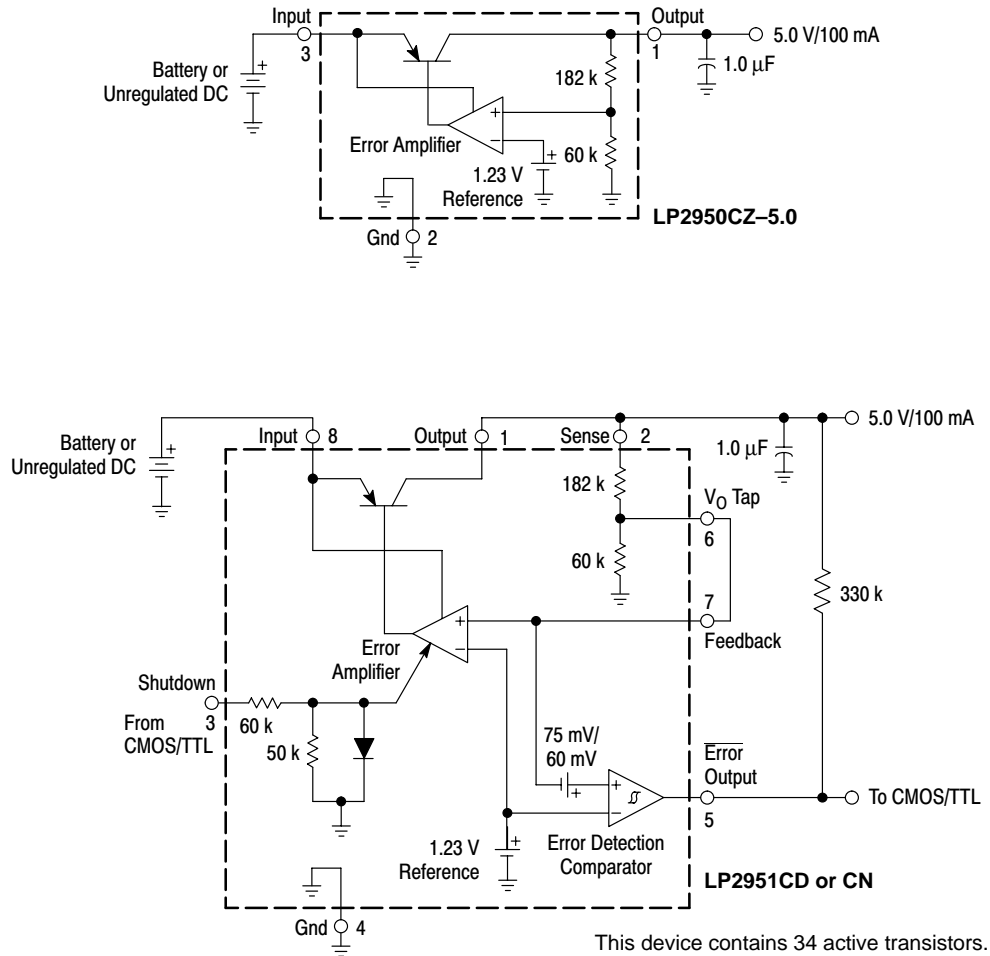 Input
3
Output
1
5.0 V/100 mA
Battery or
Unregulated DC
+
182 k
1.0 µF
+
−
Error Amplifier
+
60 k
1.23 V
Reference
LP2950CZ–5.0
Gnd 2
5.0 V/100 mA
Battery or
Unregulated DC
+
Input 8
Output 1
Sense 2
1.0 µF
182 k
V_O Tap
6
60 k
7
Feedback
330 k
+
−
Error
Amplifier
Shutdown
3
From
CMOS/TTL
60 k
50 k
75 mV/
60 mV
+
+
−
Error
Output
5
To CMOS/TTL
1.23 V
Reference
+
Error Detection
Comparator
LP2951CD or CN
Gnd 4
This device contains 34 active transistors.